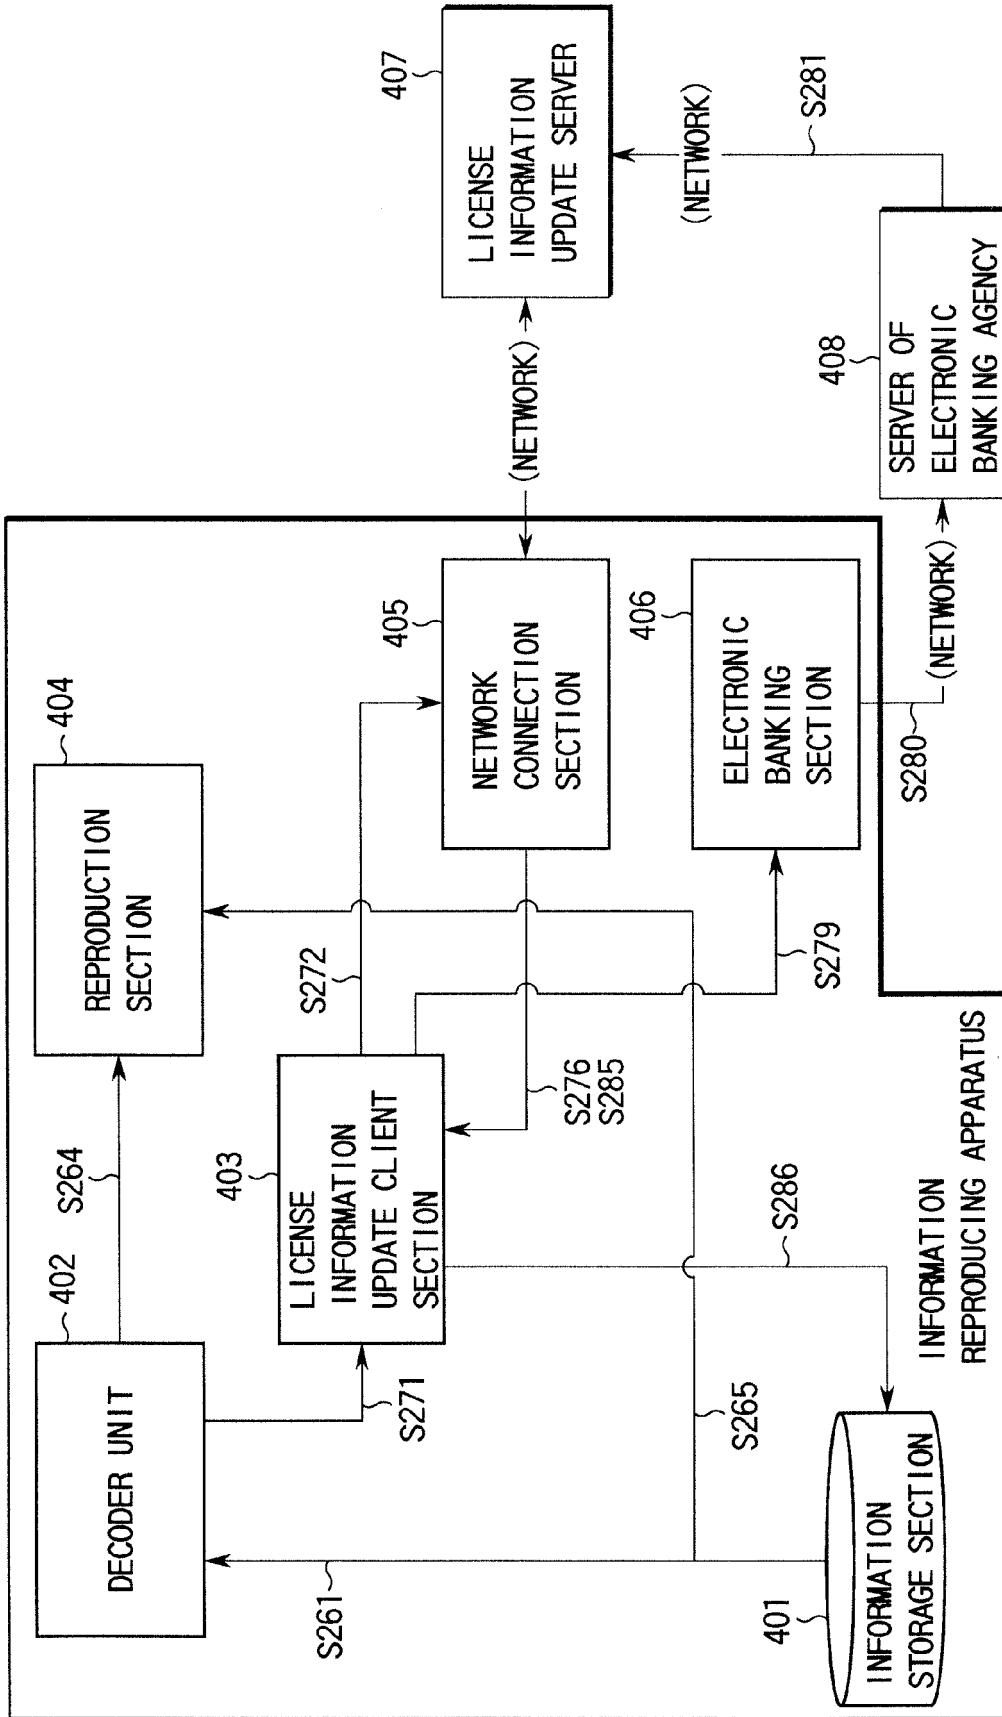 402
DECODER UNIT
S264
404
REPRODUCTION
SECTION
S261
S271
403
LICENSE
INFORMATION
UPDATE CLIENT
SECTION
S272
405
NETWORK
CONNECTION
SECTION
(NETWORK)
407
LICENSE
INFORMATION
UPDATE SERVER
S276
S285
S265
S286
S279
406
ELECTRONIC
BANKING
SECTION
(NETWORK)
S281
401
INFORMATION
STORAGE SECTION
INFORMATION
REPRODUCING APPARATUS
S280
(NETWORK)
408
SERVER OF
ELECTRONIC
BANKING AGENCY